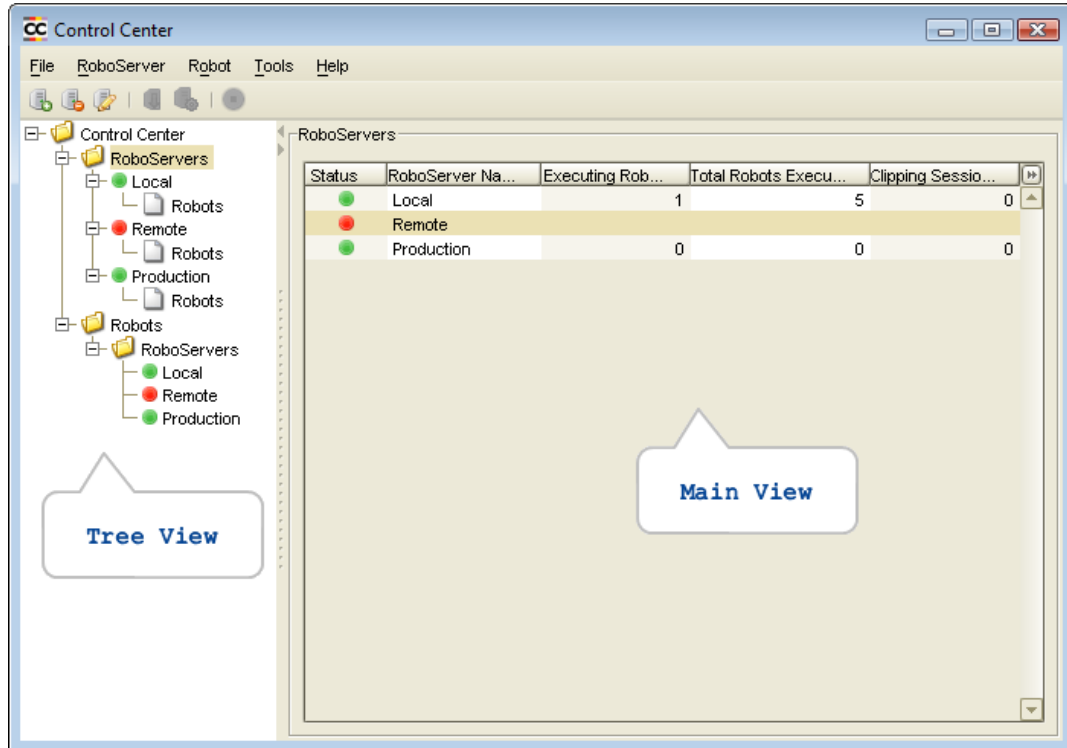 CC Control Center
File RoboServer Robot Tools Help
Control Center
RoboServers
Local
Robots
Remote
Robots
Production
Robots
Robots
RoboServers
Local
Remote
Production
RoboServers
Status RoboServer Na... Executing Rob... Total Robots Execu... Clipping Sessio...
Local 1 5 0
Remote
Production 0 0 0
Tree View
Main View